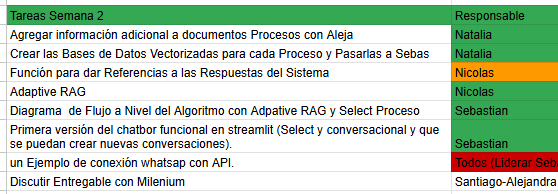 Tareas Semana 2 Responsable
Agregar información adicional a documentos Procesos con Aleja Natalia
Crear las Bases de Datos Vectorizadas para cada Proceso y Pasarlas a Sebas Natalia
Función para dar Referencias a las Respuestas del Sistema Nicolas
Adaptive RAG Nicolas
Diagrama de Flujo a Nivel del Algoritmo con Adpative RAG y Select Proceso Sebastian
Primera versión del chatbor funcional en streamlit (Select y conversacional y que
se puedan crear nuevas conversaciones). Sebastian
un Ejemplo de conexión whatsap con API. Todos (Liderar Seba
Discutir Entregable con Milenium Santiago-Alejandra